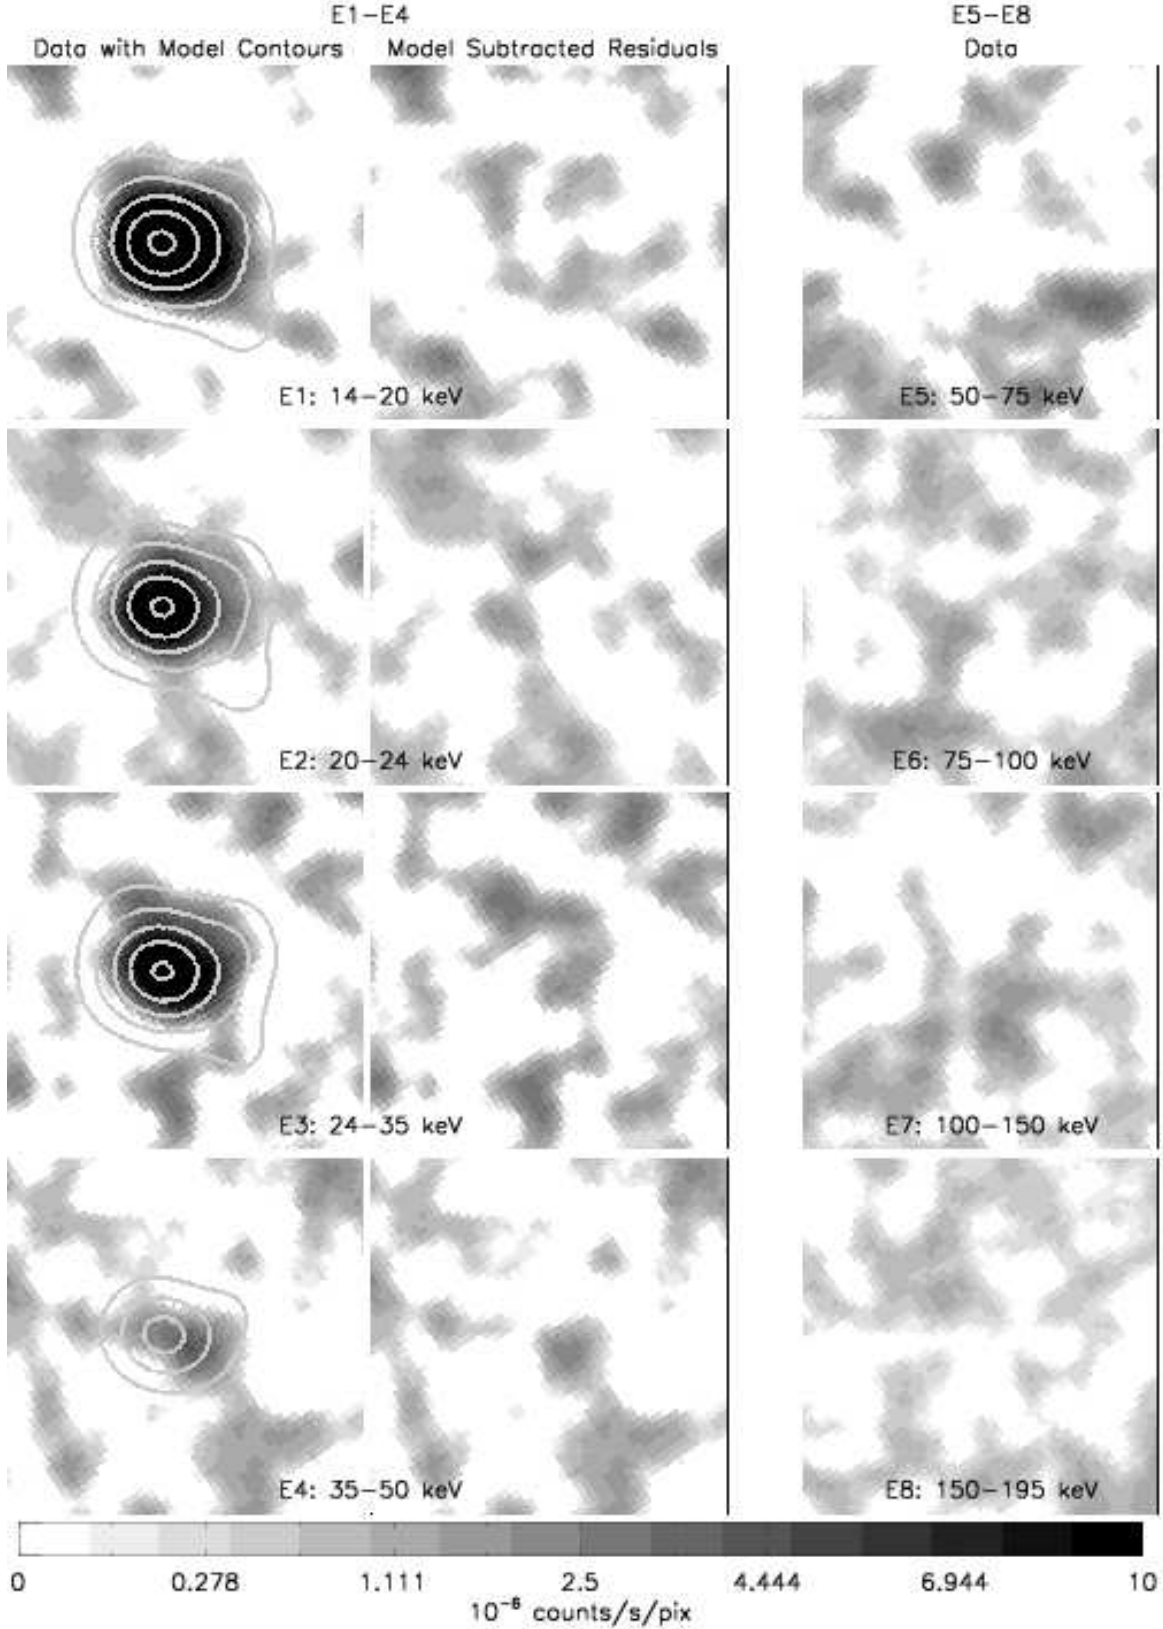 E1-E4
E5-E8
Data with Model Contours
Model Subtracted Residuals
Data
E1: 14-20 keV
E5: 50-75 keV
E2: 20-24 keV
E6: 75-100 keV
E3: 24-35 keV
E7: 100-150 keV
E4: 35-50 keV
E8: 150-195 keV
0 0.278 1.111 2.5 4.444 6.944 10
10⁻⁶ counts/s/pix